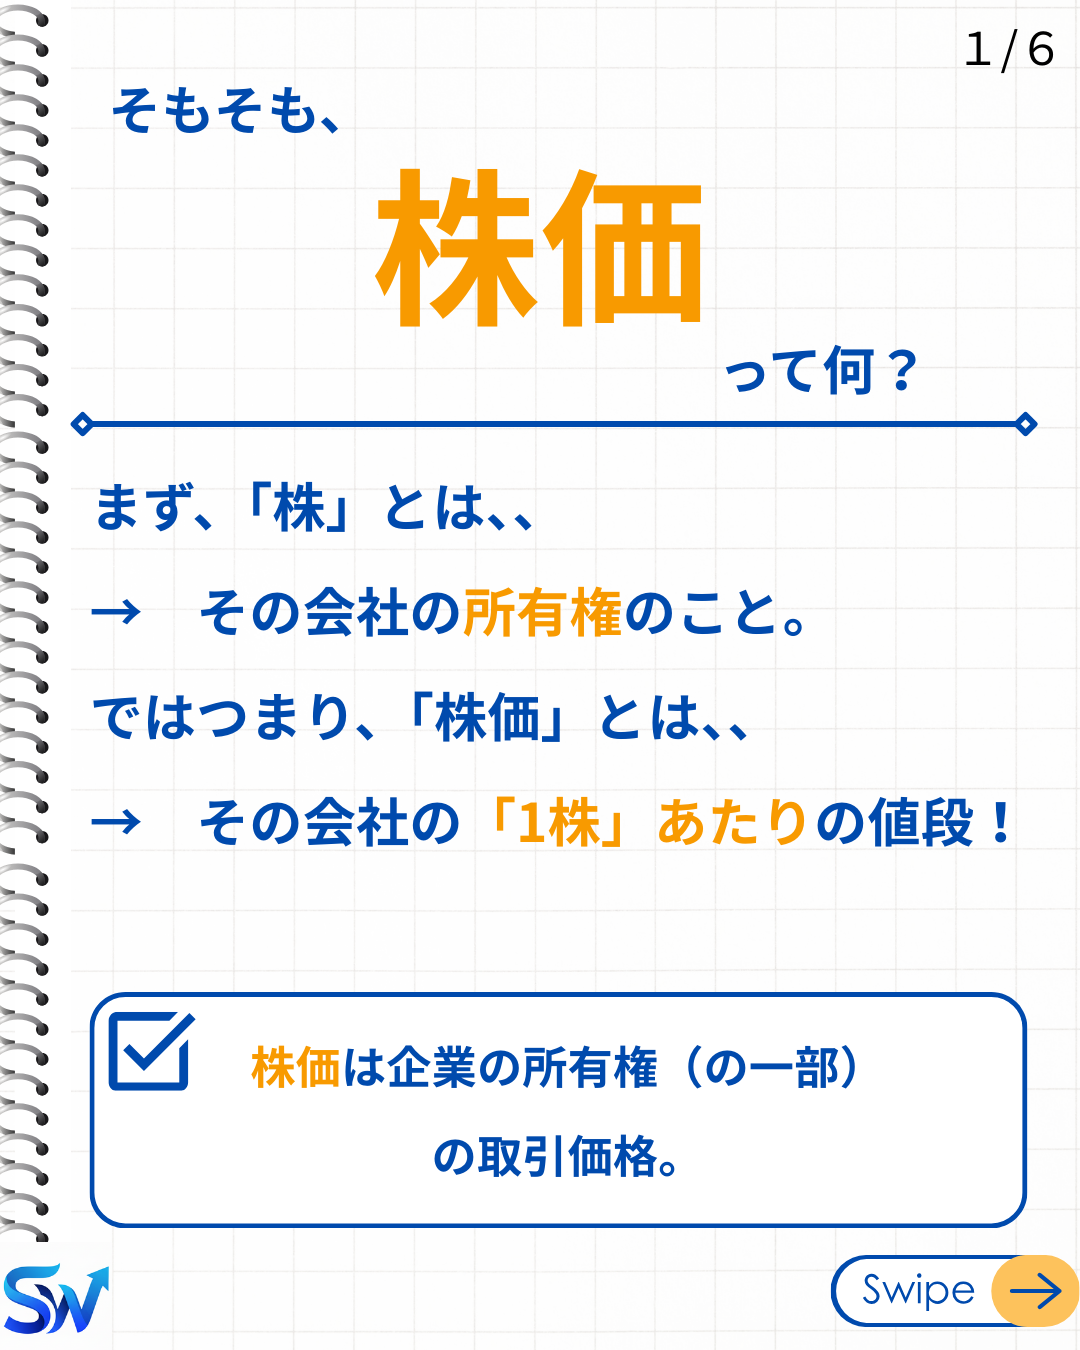 1/6
そもそも、
株価
って何？
まず、「株」とは、、
→　その会社の所有権のこと。
ではつまり、「株価」とは、、
→　その会社の「1株」あたりの値段！
株価は企業の所有権（の一部）
の取引価格。
SW
Swipe →